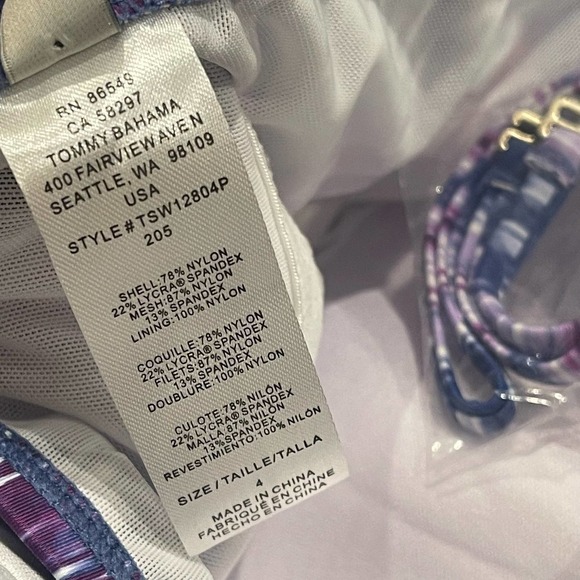 RN 86549
CA 58297
TOMMY BAHAMA
400 FAIRVIEW AVE N
SEATTLE, WA 98109
USA
STYLE# TSW12804P
205
SHELL:78% NYLON
22% LYCRA® SPANDEX
MESH:87% NYLON
13% SPANDEX
LINING:100% NYLON
COQUILLE:78% NYLON
22% LYCRA® SPANDEX
FILETS:87% NYLON
13% SPANDEX
DOUBLURE:100% NYLON
CULOTE:78% NILÓN
22% LYCRA® SPANDEX
MALLA:87% NILÓN
13%SPANDEX
REVESTIMIENTO:100% NILÓN
SIZE/TAILLE/TALLA
4
MADE IN CHINA
FABRIQUÉ EN CHINE
HECHO EN CHINA